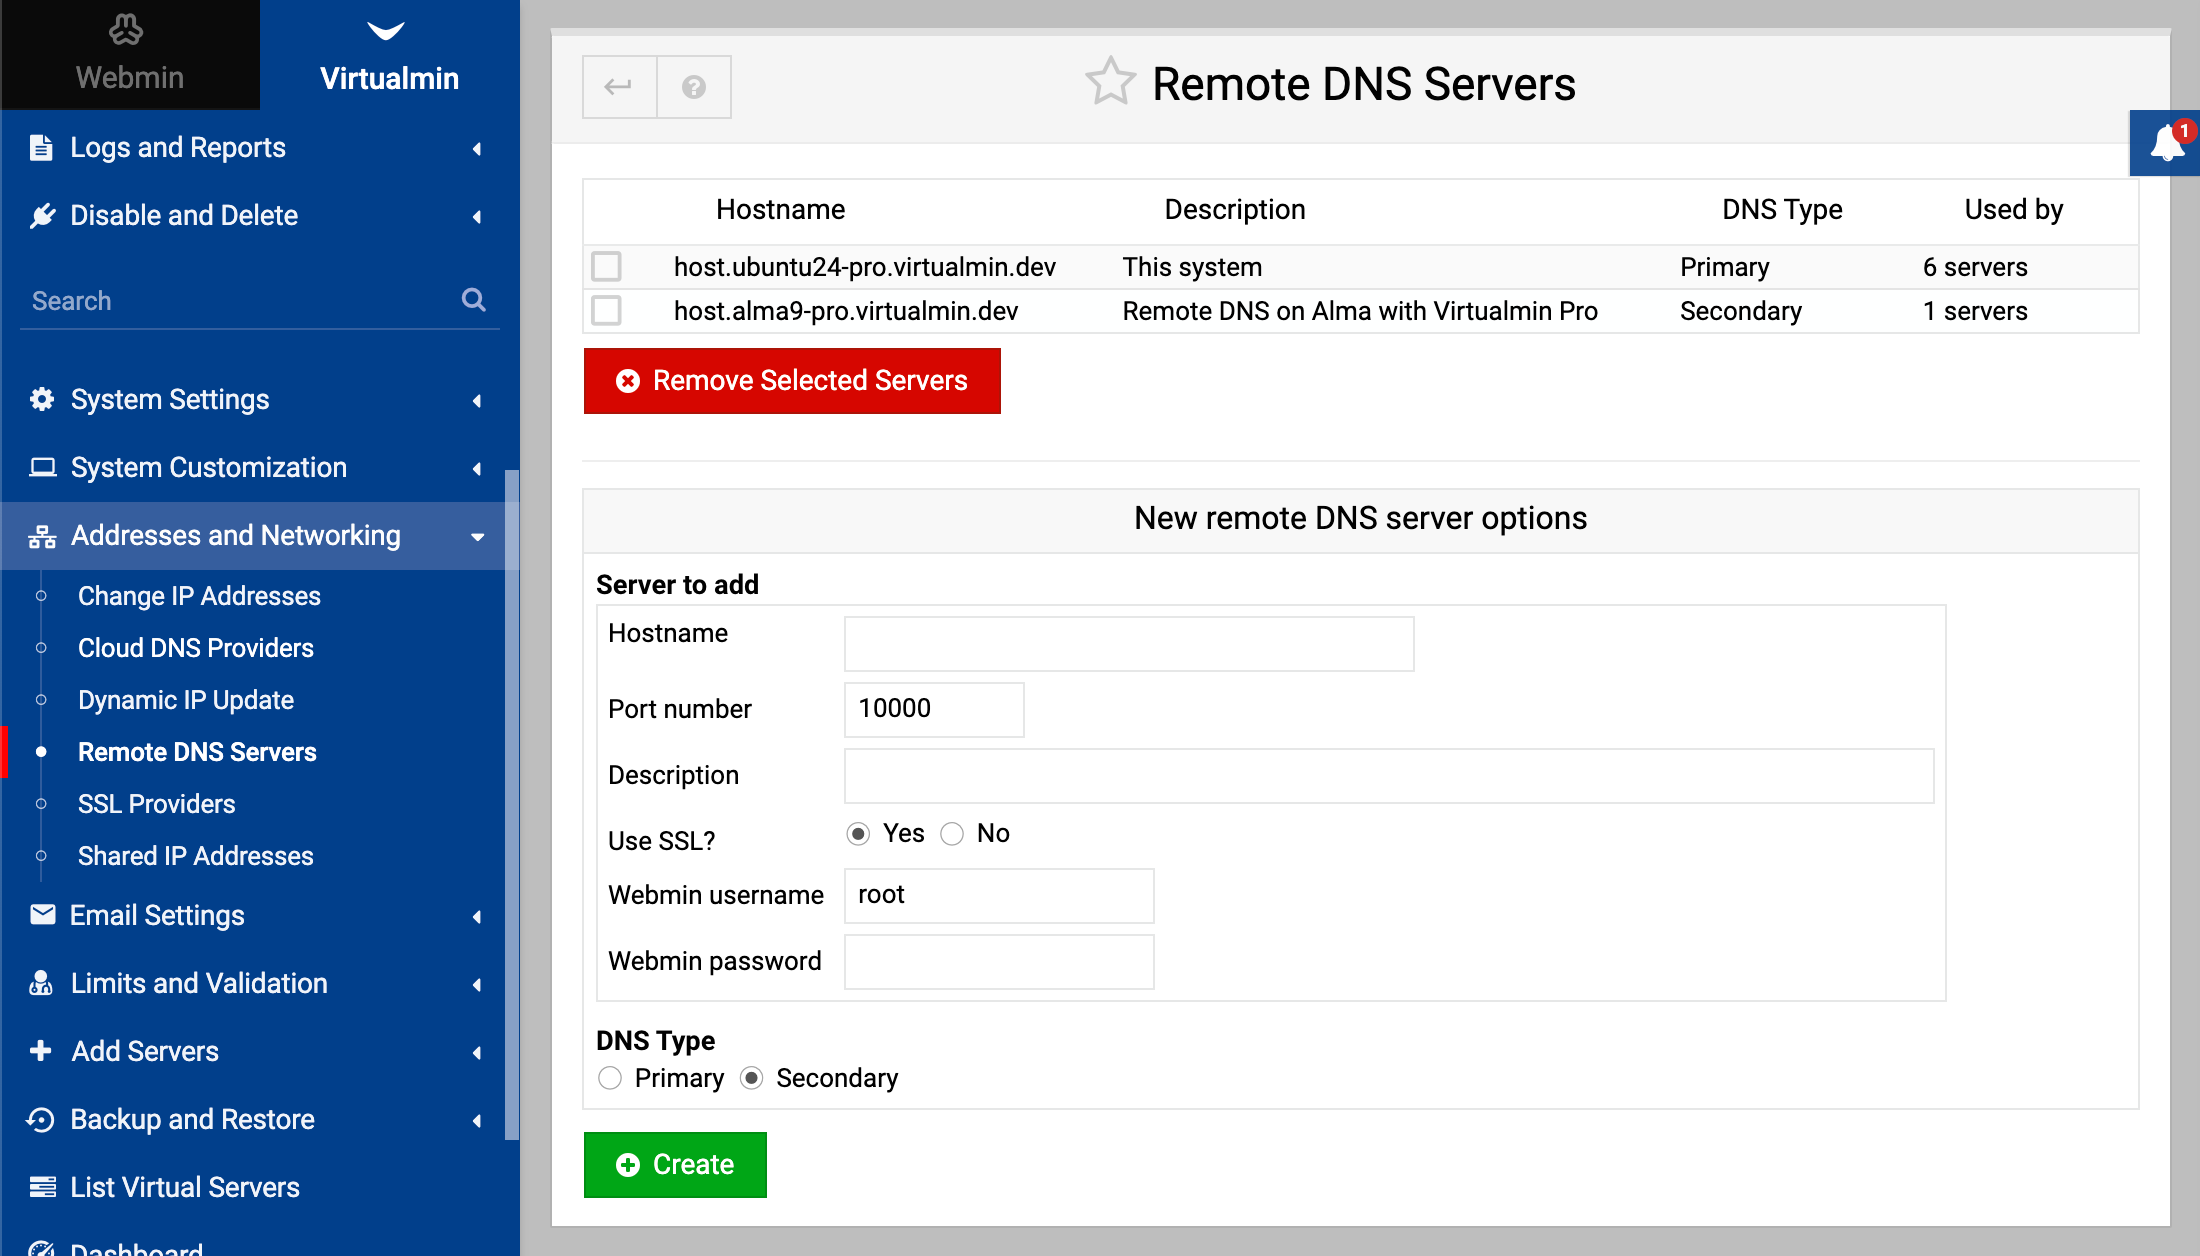 Webmin
Virtualmin
Logs and Reports
Disable and Delete
Search
System Settings
System Customization
Addresses and Networking
Change IP Addresses
Cloud DNS Providers
Dynamic IP Update
Remote DNS Servers
SSL Providers
Shared IP Addresses
Email Settings
Limits and Validation
Add Servers
Backup and Restore
List Virtual Servers
Dashboard
?
Remote DNS Servers
1
Hostname Description DNS Type Used by
host.ubuntu24-pro.virtualmin.dev This system Primary 6 servers
host.alma9-pro.virtualmin.dev Remote DNS on Alma with Virtualmin Pro Secondary 1 servers
Remove Selected Servers
New remote DNS server options
Server to add
Hostname
Port number 10000
Description
Use SSL? Yes No
Webmin username root
Webmin password
DNS Type
Primary Secondary
Create